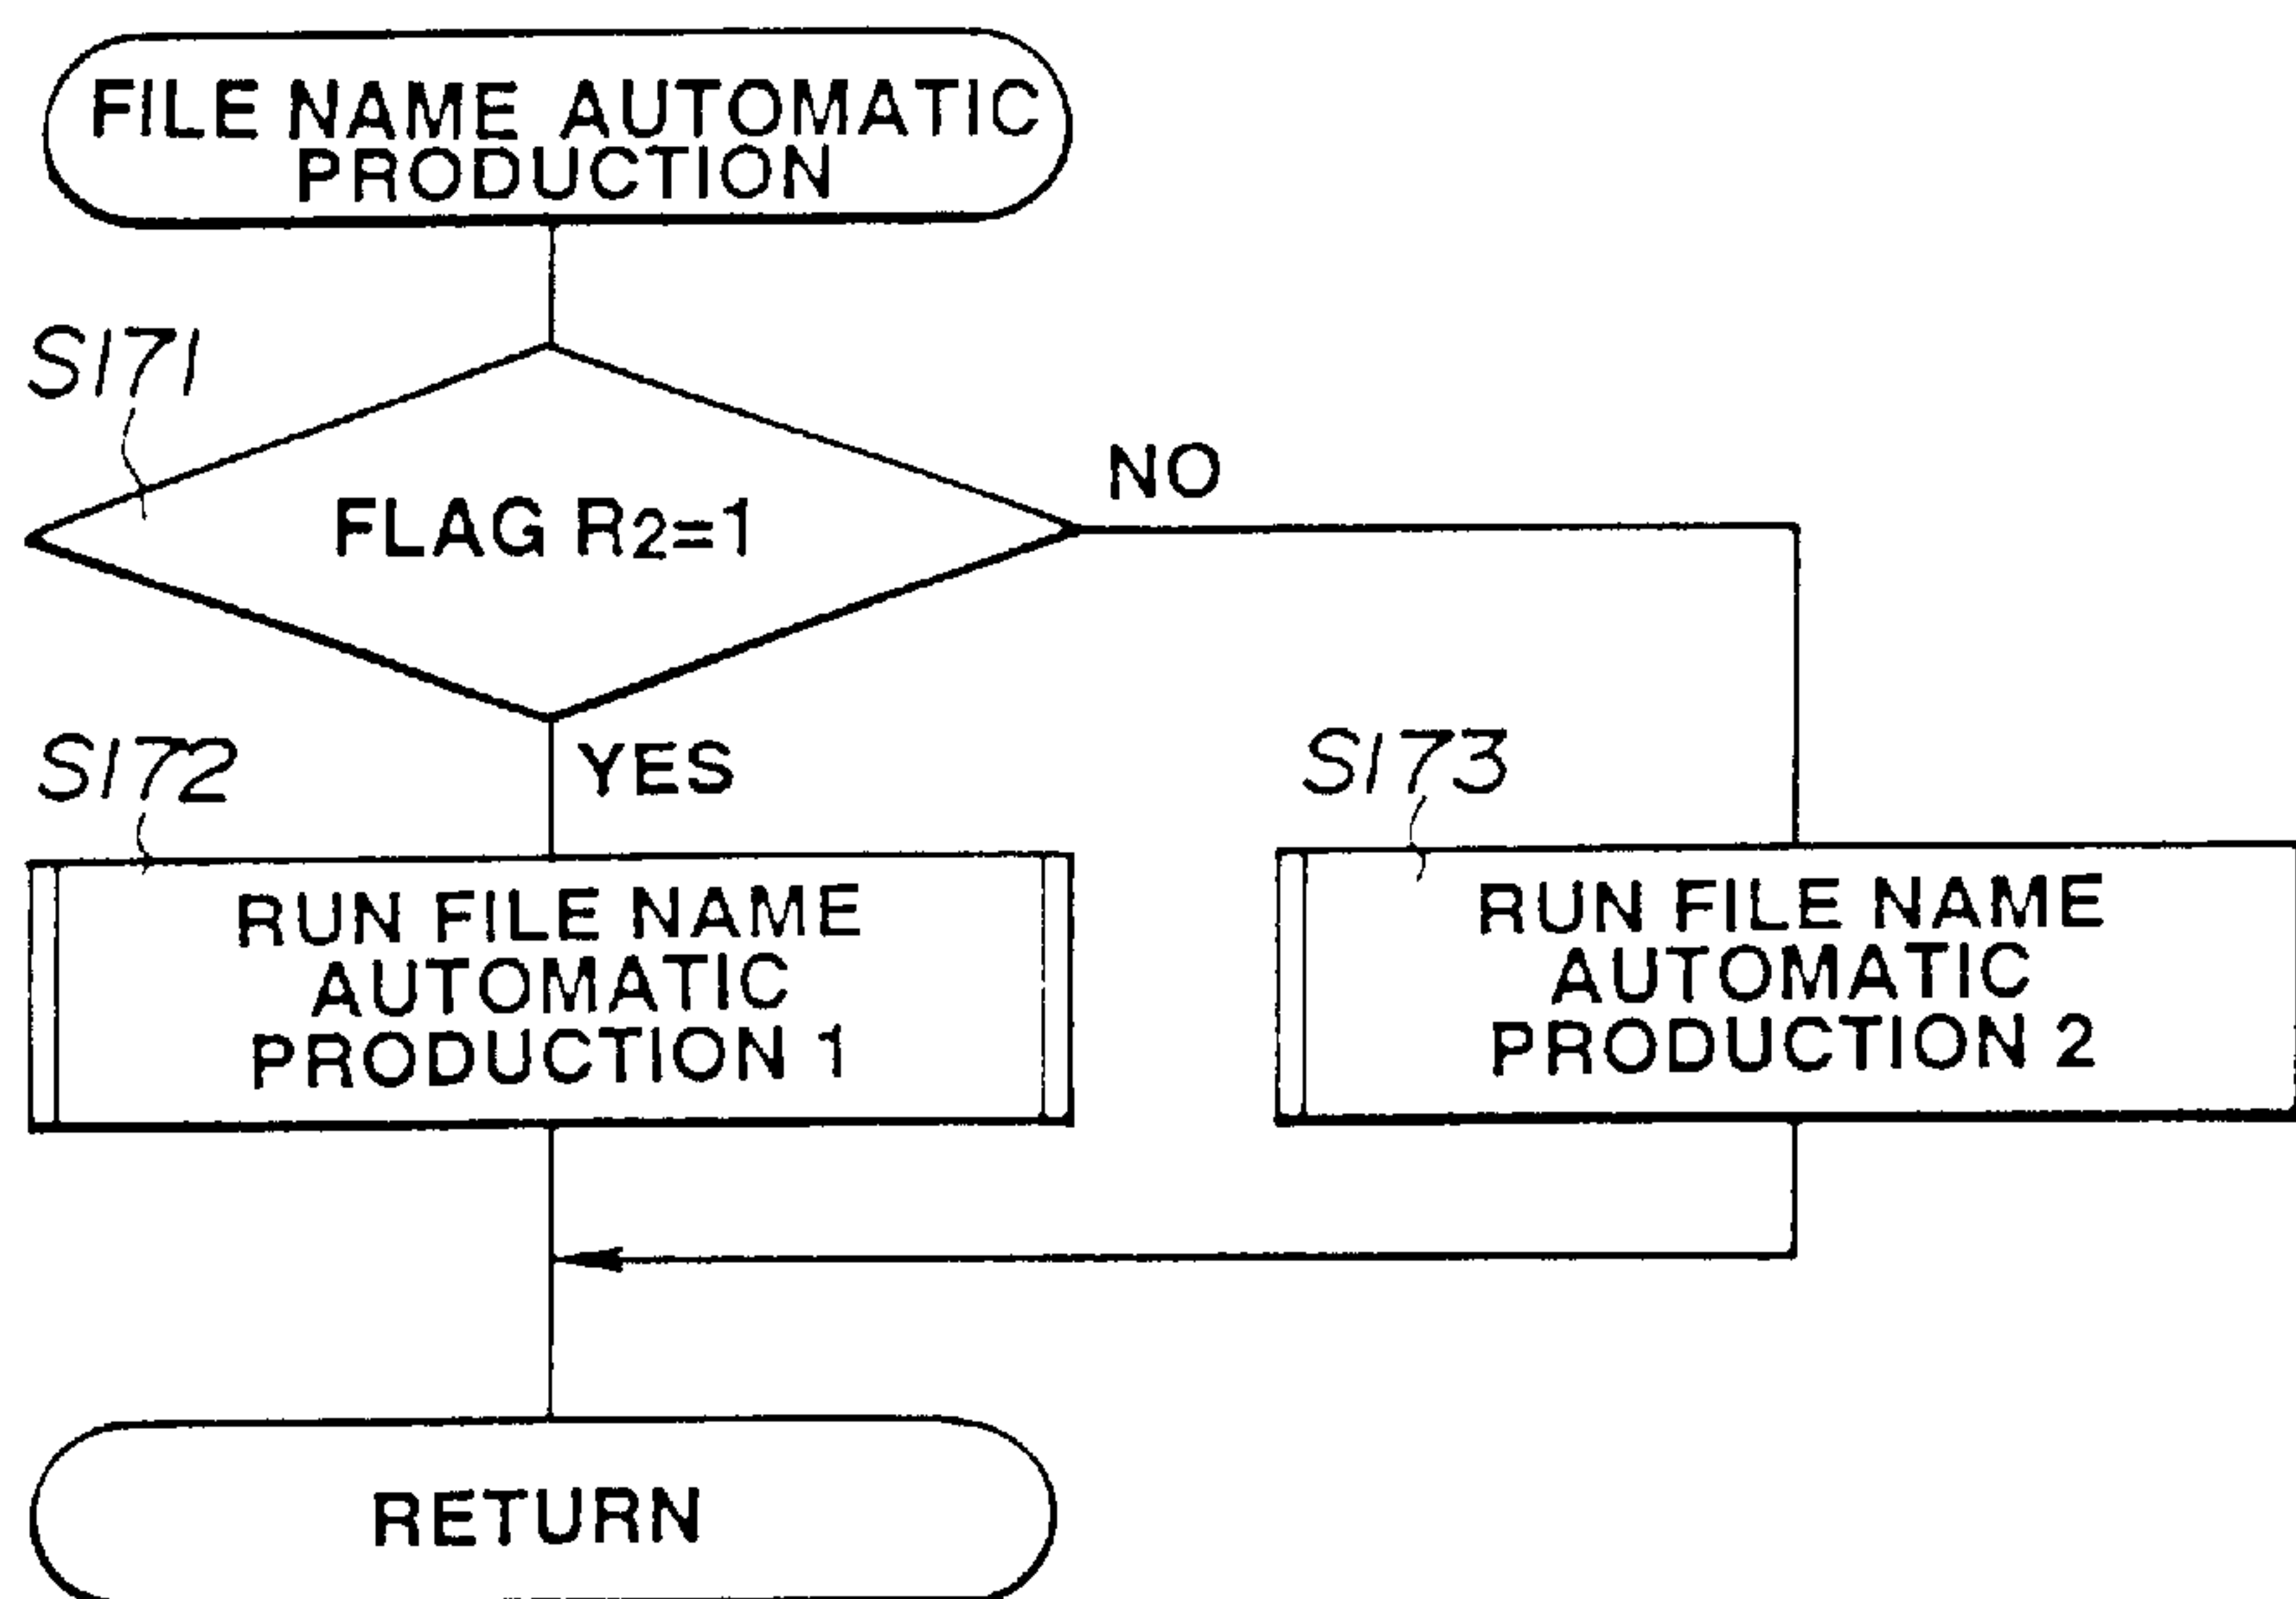 FILE NAME AUTOMATIC
PRODUCTION
S171
FLAG R2=1
NO
S172
YES
S173
RUN FILE NAME
AUTOMATIC
PRODUCTION 1
RUN FILE NAME
AUTOMATIC
PRODUCTION 2
RETURN